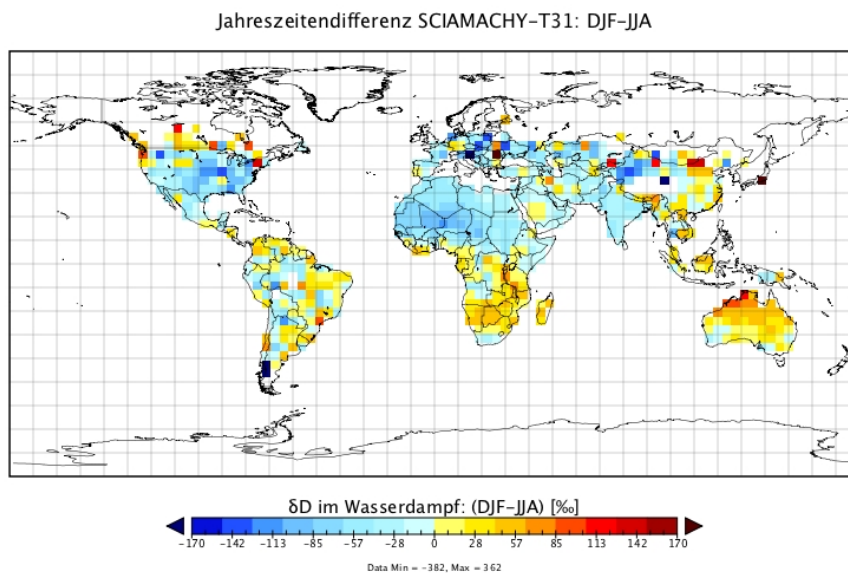 Jahreszeitendifferenz SCIAMACHY-T31: DJF-JJA
δD im Wasserdampf: (DJF-JJA) [‰]
-170 -142 -113 -85 -57 -28 0 28 57 85 113 142 170
Data Min = -382, Max = 362